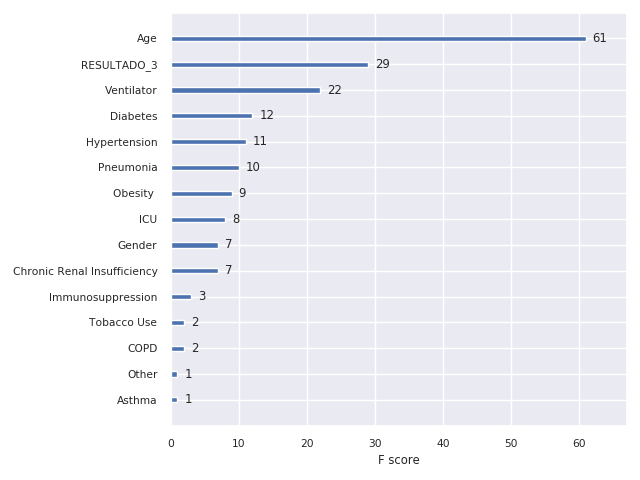 Age 61
RESULTADO_3 29
Ventilator 22
Diabetes 12
Hypertension 11
Pneumonia 10
Obesity 9
ICU 8
Gender 7
Chronic Renal Insufficiency 7
Immunosuppression 3
Tobacco Use 2
COPD 2
Other 1
Asthma 1
0 10 20 30 40 50 60
F score